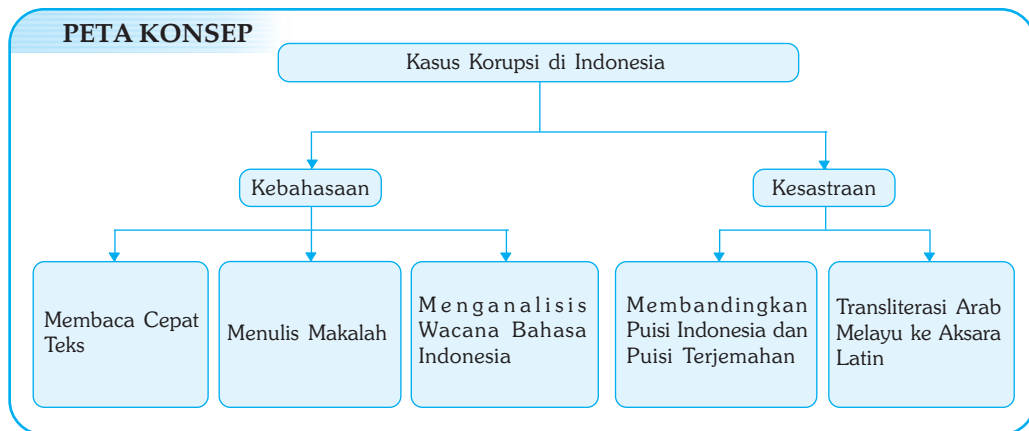 PETA KONSEP
Kasus Korupsi di Indonesia
Kebahasaan
Kesastraan
Membaca Cepat
Teks
Menulis Makalah
Menganalisis
Wacana Bahasa
Indonesia
Membandingkan
Puisi Indonesia dan
Puisi Terjemahan
Transliterasi Arab
Melayu ke Aksara
Latin